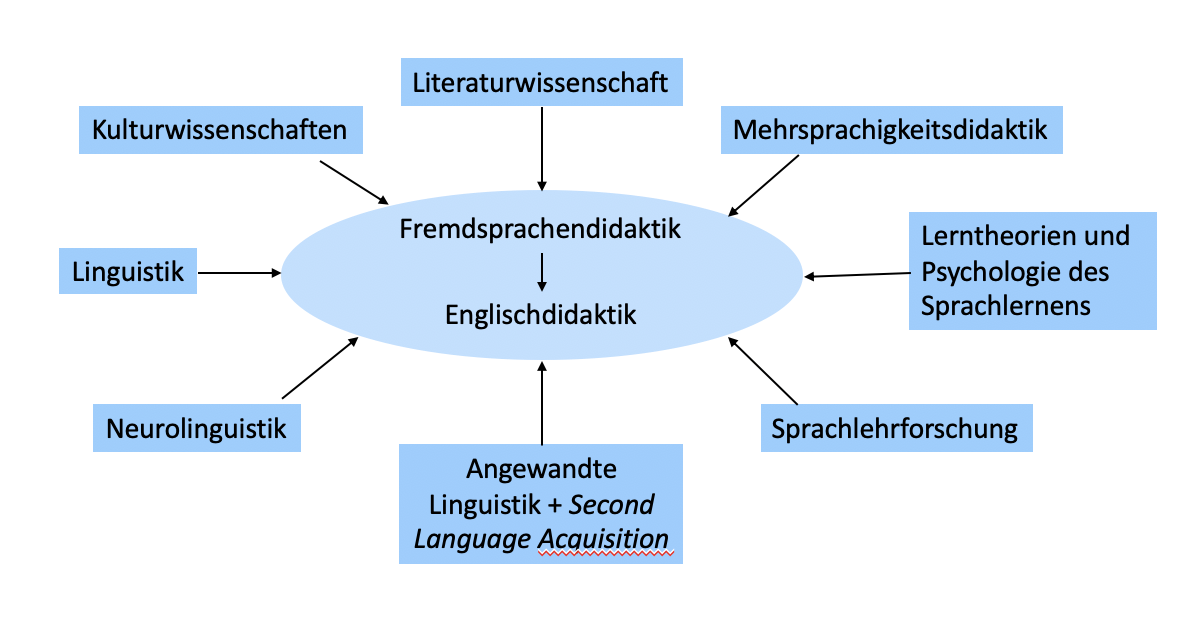 Literaturwissenschaft
Kulturwissenschaften
Mehrsprachigkeitsdidaktik
Fremdsprachendidaktik
Englischdidaktik
Linguistik
Lerntheorien und
Psychologie des
Sprachlernens
Neurolinguistik
Angewandte
Linguistik + Second
Language Acquisition
Sprachlehrforschung